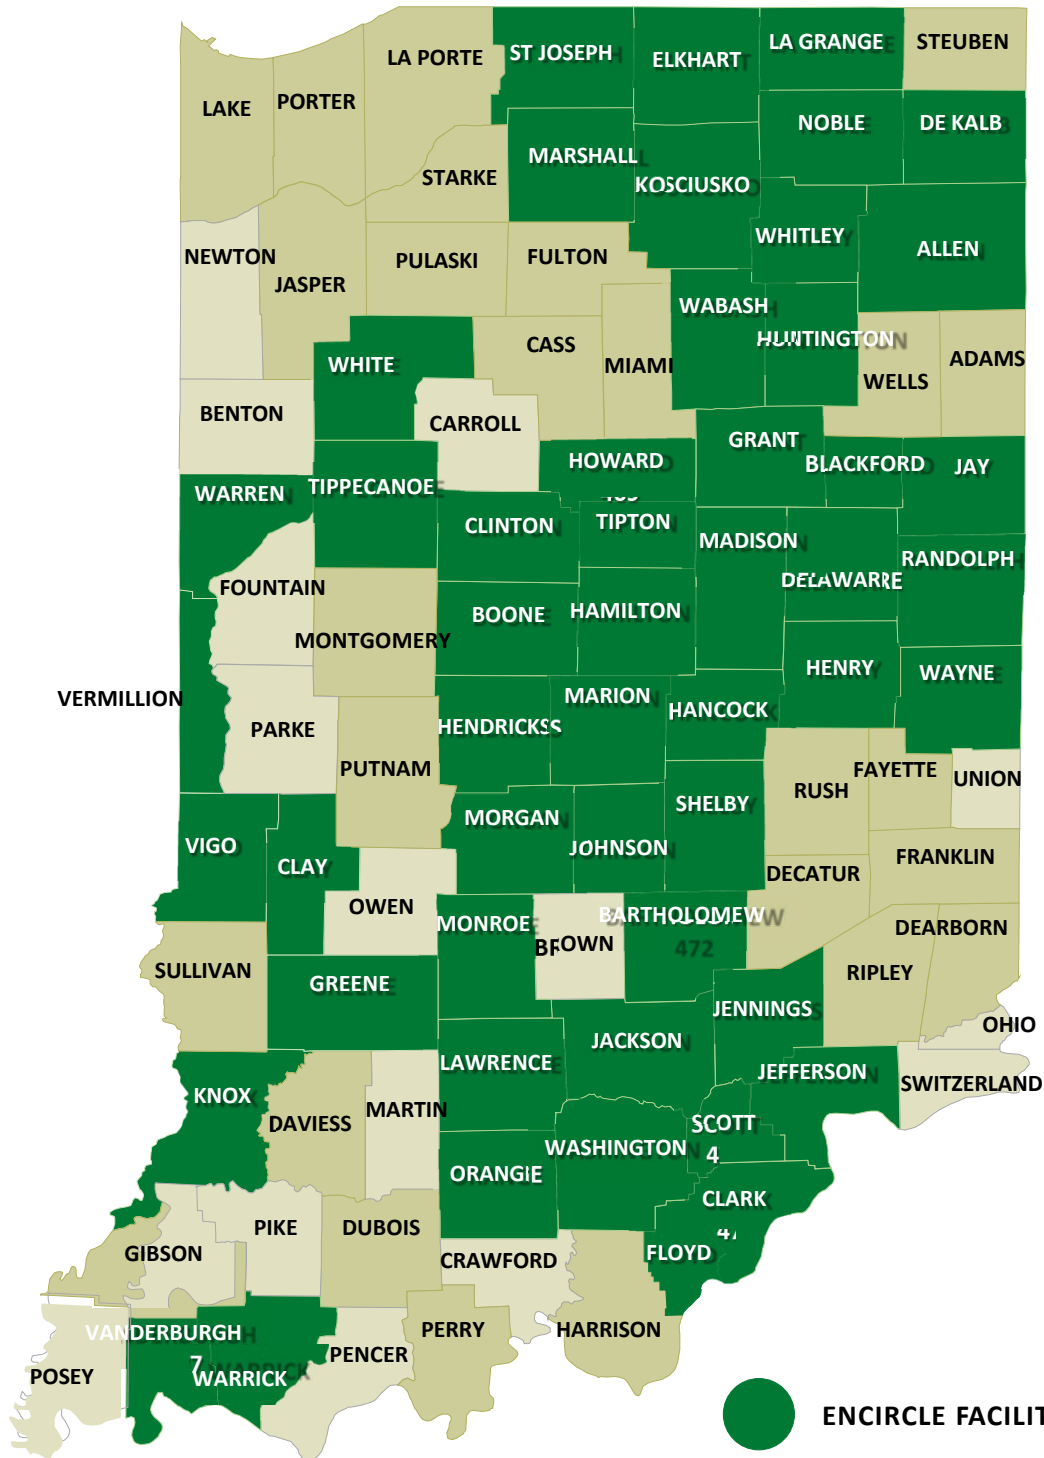 ST JOSEPH
ELKHART
LA GRANGE
STEUBEN
LA PORTE
PORTER
LAKE
NOBLE
DE KALB
MARSHALL
STARKE
KOSCIUSKO
WHITLEY
ALLEN
NEWTON
JASPER
PULASKI
FULTON
WABASH
HUNTINGTON
CASS
MIAMI
WELLS
ADAMS
WHITE
BENTON
CARROLL
GRANT
HOWARD
BLACKFORD
JAY
WARREN
TIPPECANOE
CLINTON
TIPTON
MADISON
DELAWARE
RANDOLPH
FOUNTAIN
MONTGOMERY
BOONE
HAMILTON
HENRY
WAYNE
VERMILLION
PARKE
PUTNAM
HENDRICKS
MARION
HANCOCK
RUSH
FAYETTE
UNION
SHELBY
MORGAN
JOHNSON
VIGO
CLAY
OWEN
DECATUR
FRANKLIN
MONROE
BROWN
BARTHOLOMEW
472
DEARBORN
SULLIVAN
GREENE
RIPLEY
JENNINGS
OHIO
JACKSON
LAWRENCE
JEFFERSON
SWITZERLAND
KNOX
DAVIESS
MARTIN
SCOTT
4
WASHINGTON
ORANGE
CLARK
PIKE
DUBOIS
FLOYD
GIBSON
CRAWFORD
VANDERBURGH
7
PERRY
HARRISON
PENCER
POSEY
WARRICK
ENCIRCLE FACILIT